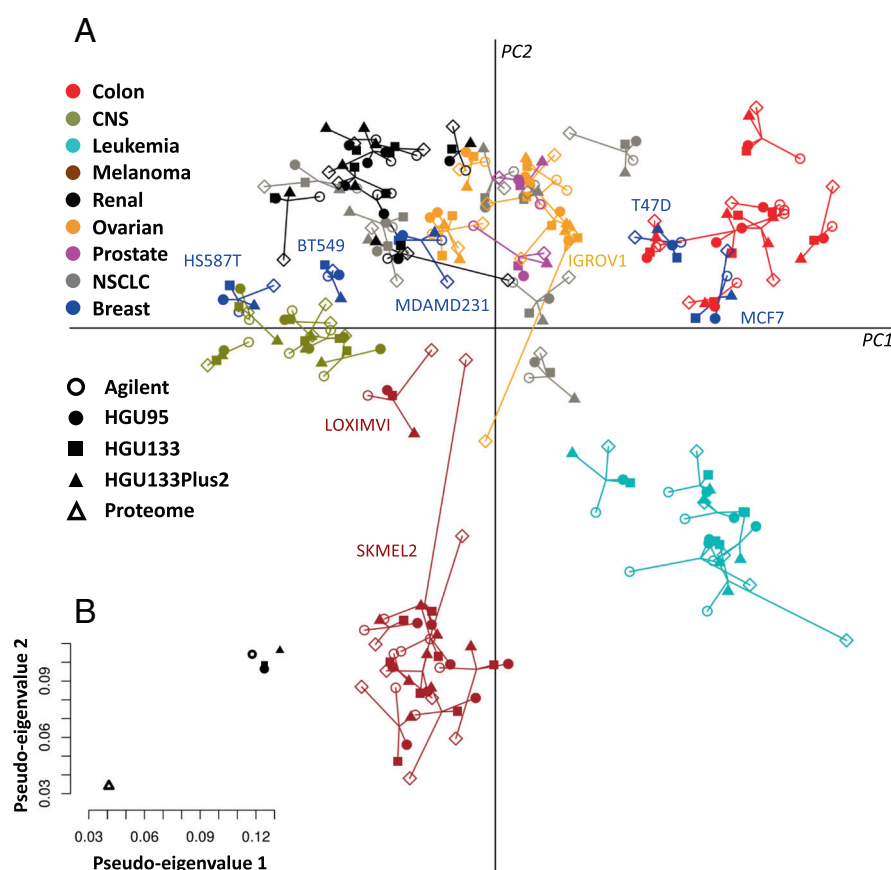 A
PC2
PC1
Colon
CNS
Leukemia
Melanoma
Renal
Ovarian
Prostate
NSCLC
Breast
Agilent
HGU95
HGU133
HGU133Plus2
Proteome
T47D
HS587T
BT549
MDAMD231
IGROV1
MCF7
LOXIMVI
SKMEL2
B
Pseudo-eigenvalue 2
0.09
0.06
0.03
0.03 0.06 0.09 0.12
Pseudo-eigenvalue 1